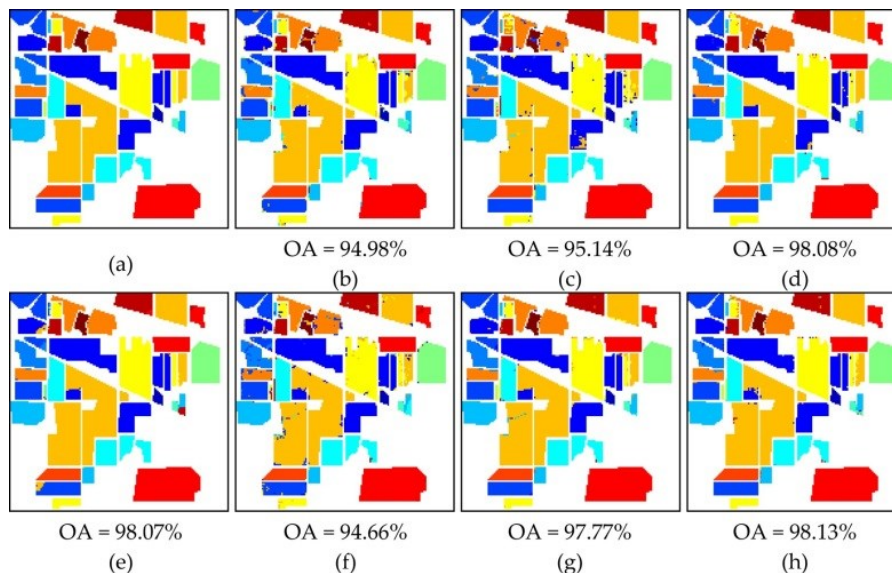 OA = 94.98% OA = 95.14% OA = 98.08%
(a) (b) (c) (d)
OA = 98.07% OA = 94.66% OA = 97.77% OA = 98.13%
(e) (f) (g) (h)